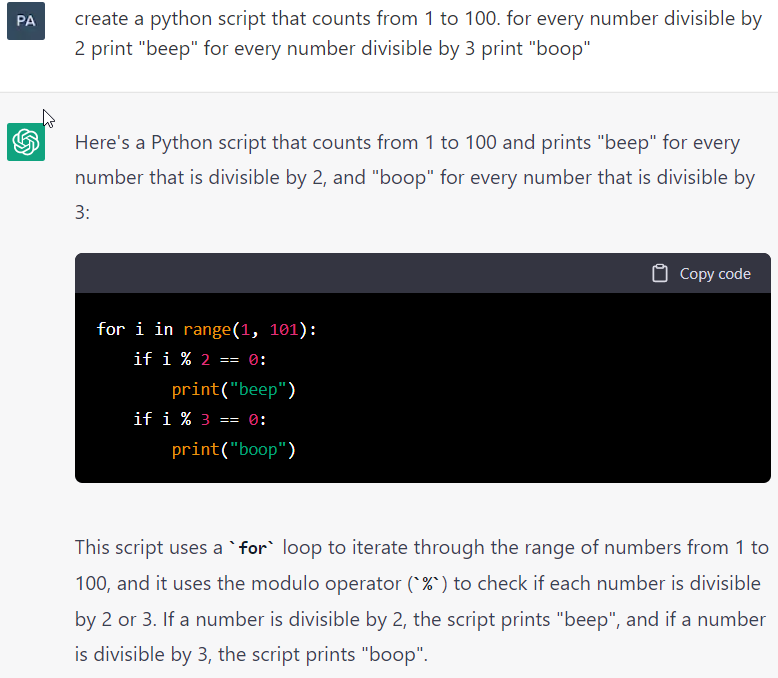 PA
create a python script that counts from 1 to 100. for every number divisible by
2 print "beep" for every number divisible by 3 print "boop"
Here's a Python script that counts from 1 to 100 and prints "beep" for every
number that is divisible by 2, and "boop" for every number that is divisible by
3:
Copy code
for i in range(1, 101):
    if i % 2 == 0:
        print("beep")
    if i % 3 == 0:
        print("boop")
This script uses a `for` loop to iterate through the range of numbers from 1 to
100, and it uses the modulo operator (`%`) to check if each number is divisible
by 2 or 3. If a number is divisible by 2, the script prints "beep", and if a number
is divisible by 3, the script prints "boop".